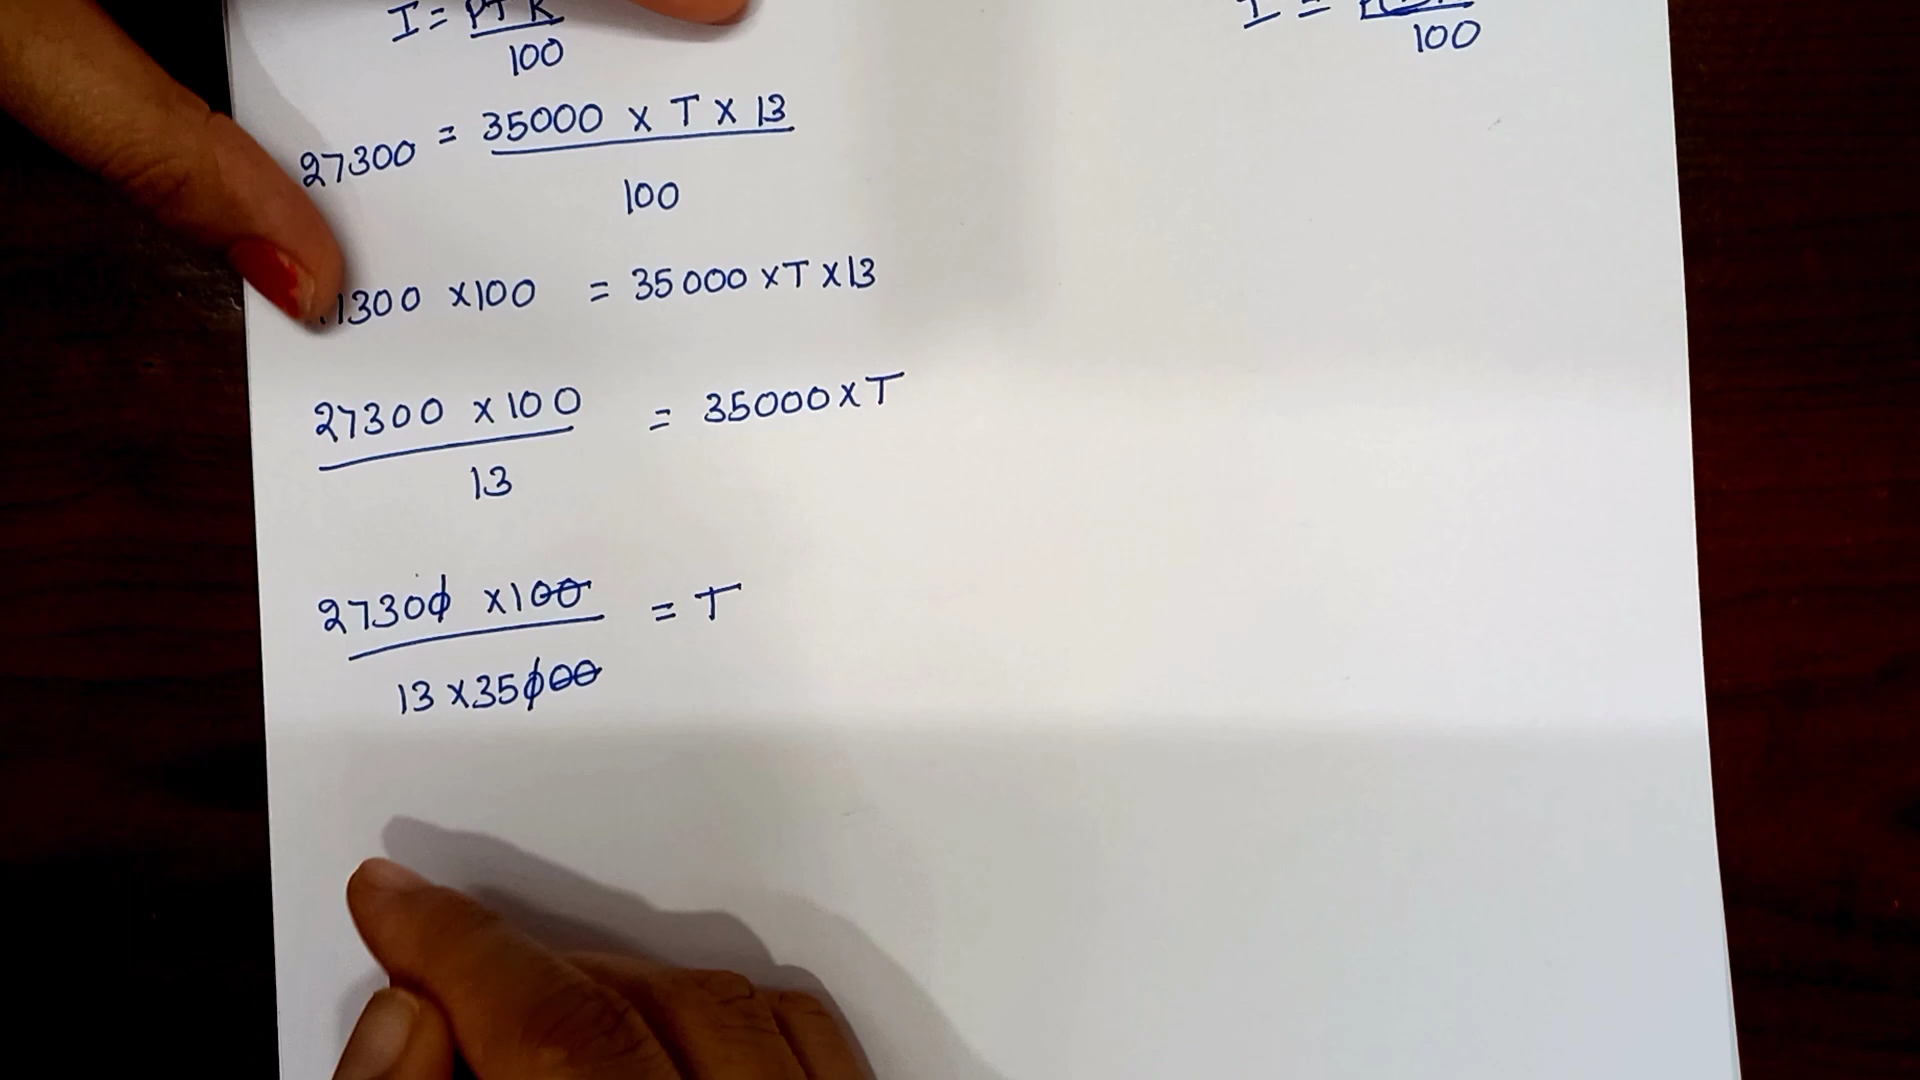 I = PTR
100
I =
100
27300 = 35000 x T x 13
100
1300 x100 = 35000 xT x13
27300 x100 = 35000xT
13
27300 x100 = T
13 x35000